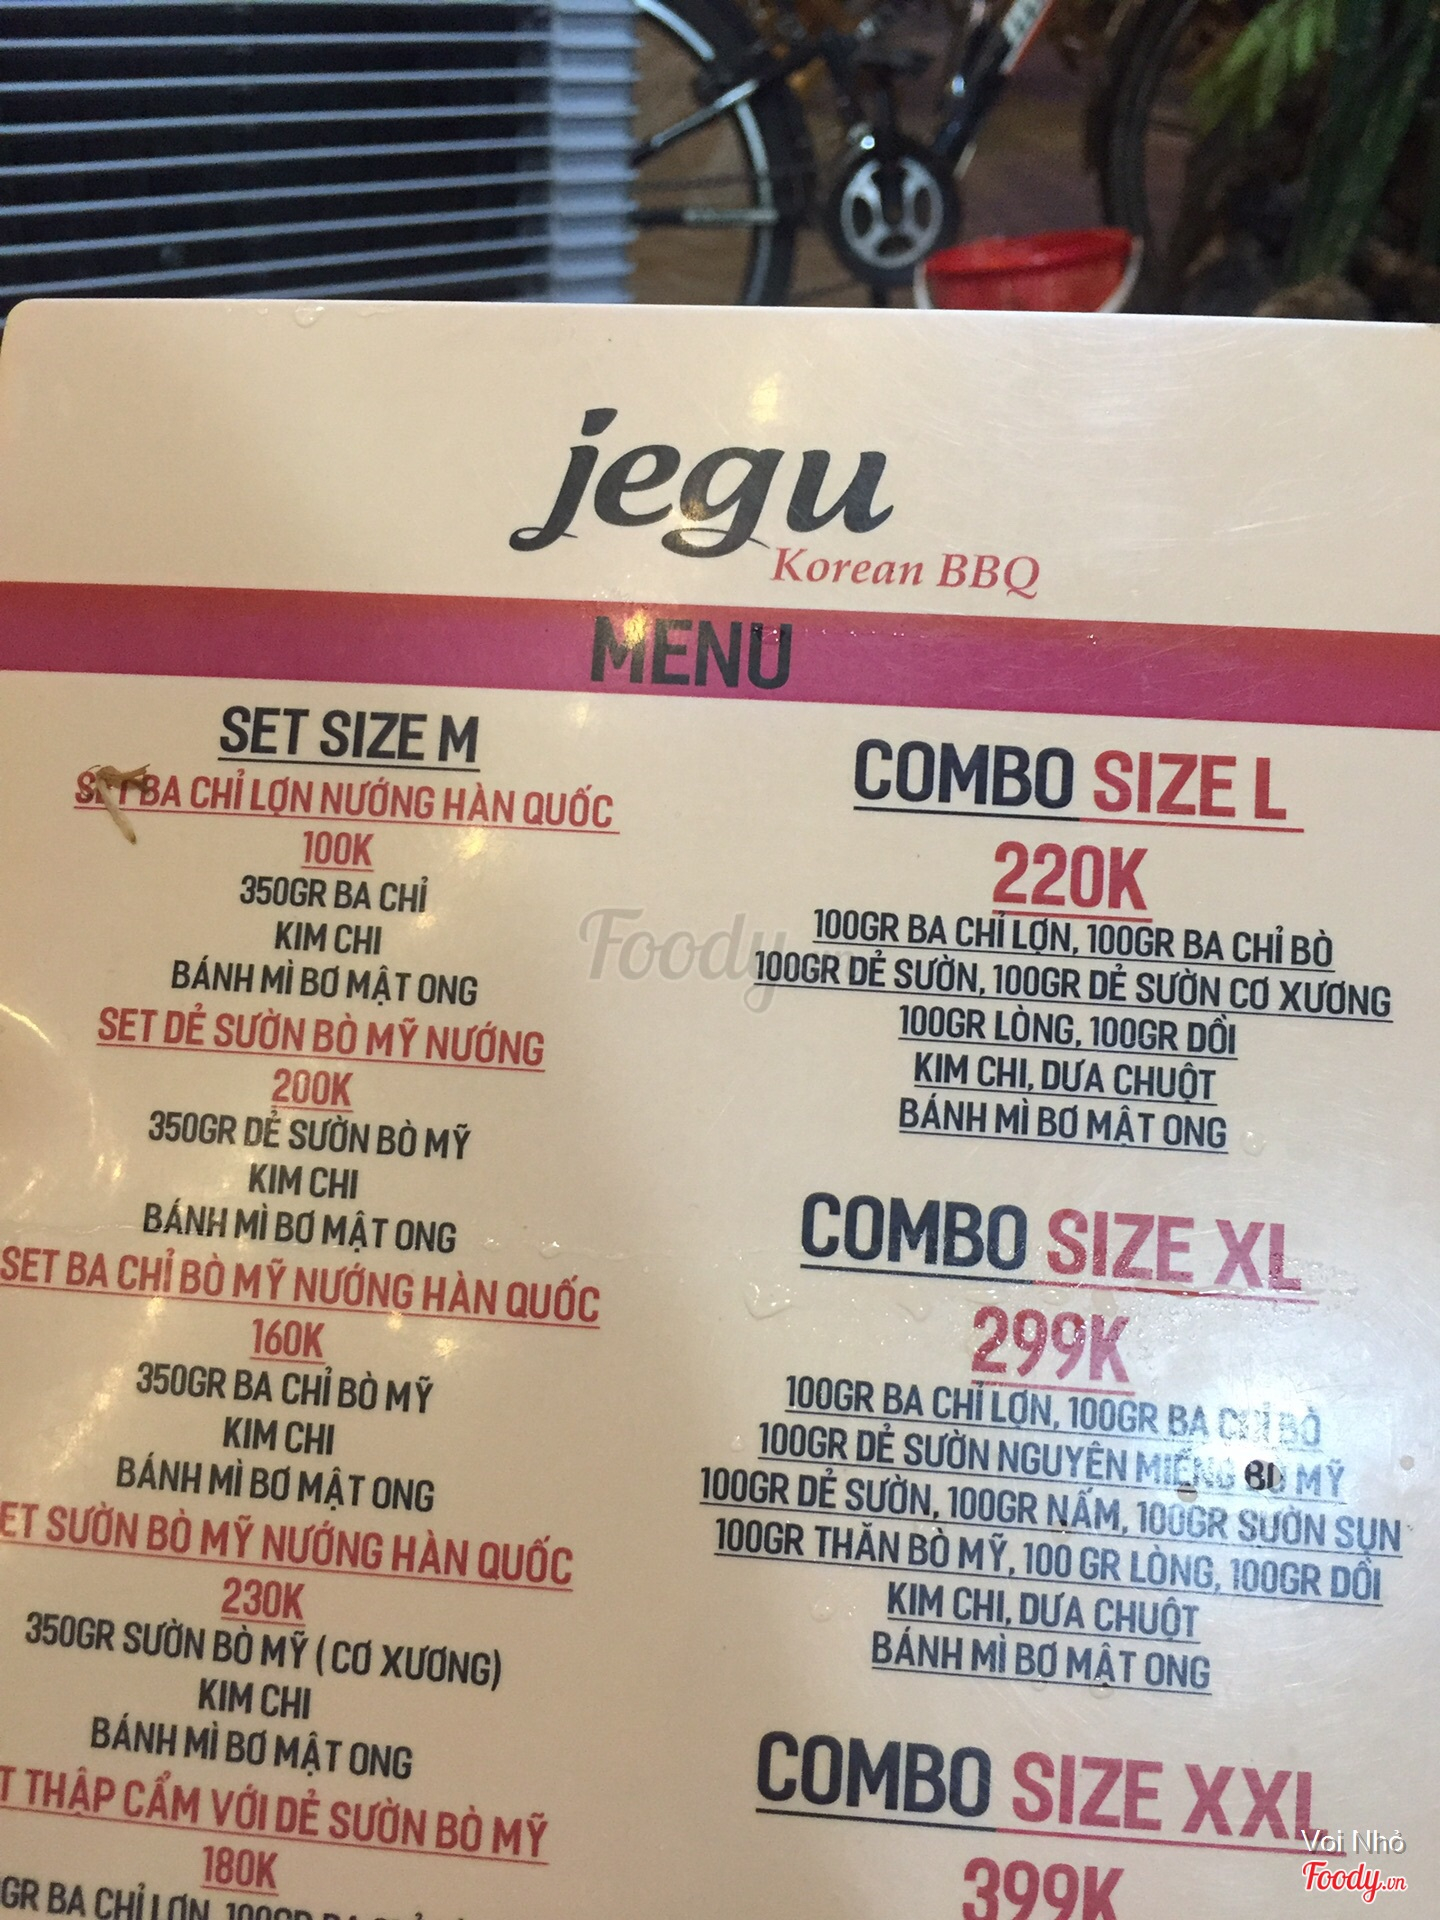 jegu
Korean BBQ
MENU
SET SIZE M
SET BA CHỈ LỢN NƯỚNG HÀN QUỐC
100K
350GR BA CHỈ
KIM CHI
BÁNH MÌ BƠ MẬT ONG
SET DẺ SƯỜN BÒ MỸ NƯỚNG
200K
350GR DẺ SƯỜN BÒ MỸ
KIM CHI
BÁNH MÌ BƠ MẬT ONG
SET BA CHỈ BÒ MỸ NƯỚNG HÀN QUỐC
160K
350GR BA CHỈ BÒ MỸ
KIM CHI
BÁNH MÌ BƠ MẬT ONG
ET SƯỜN BÒ MỸ NƯỚNG HÀN QUỐC
230K
350GR SƯỜN BÒ MỸ ( CƠ XƯƠNG)
KIM CHI
BÁNH MÌ BƠ MẬT ONG
T THẬP CẨM VỚI DẺ SƯỜN BÒ MỸ
180K
GR BA CHỈ LỢN, 100GR BA
COMBO SIZE L
220K
100GR BA CHỈ LỢN, 100GR BA CHỈ BÒ
100GR DẺ SƯỜN, 100GR DẺ SƯỜN CƠ XƯƠNG
100GR LÒNG, 100GR DỒI
KIM CHI, DƯA CHUỘT
BÁNH MÌ BƠ MẬT ONG
COMBO SIZE XL
299K
100GR BA CHỈ LỢN, 100GR BA CHỈ BÒ
100GR DẺ SƯỜN NGUYÊN MIẾNG BÒ MỸ
100GR DẺ SƯỜN, 100GR NẤM, 100GR SƯỜN SỤN
100GR THĂN BÒ MỸ, 100 GR LÒNG, 100GR DỒI
KIM CHI, DƯA CHUỘT
BÁNH MÌ BƠ MẬT ONG
COMBO SIZE XXL
399K
Foody.vn
Voi Nhỏ
Foody.vn